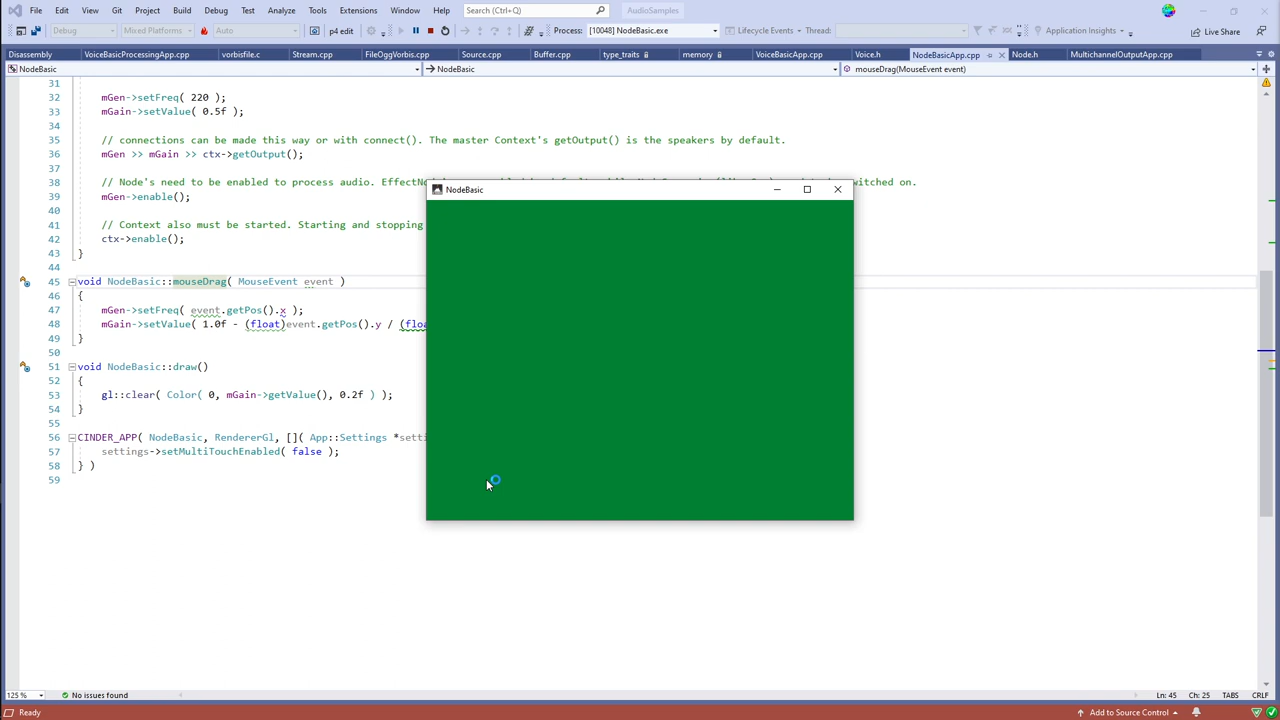 File Edit View Git Project Build Debug Test Analyze Tools Extensions Window Help Search (Ctrl+Q) AudioSamples
Debug Mixed Platforms Auto p4 edit Process: [10048] NodeBasic.exe Lifecycle Events Thread: Application Insights Live Share
Disassembly VoiceBasicProcessingApp.cpp vorbisfile.c Stream.cpp FileOggVorbis.cpp Source.cpp Buffer.cpp type_traits memory VoiceBasicApp.cpp Voice.h NodeBasicApp.cpp Node.h MultichannelOutputApp.cpp
NodeBasic NodeBasic mouseDrag(MouseEvent event)
31
32 mGen->setFreq( 220 );
33 mGain->setValue( 0.5f );
34
35 // connections can be made this way or with connect(). The master Context's getOutput() is the speakers by default.
36 mGen >> mGain >> ctx->getOutput();
37
38 // Node's need to be enabled to process audio. EffectNod switched on.
39 mGen->enable();
40
41 // Context also must be started. Starting and stopping
42 ctx->enable();
43 }
44
45 void NodeBasic::mouseDrag( MouseEvent event )
46 {
47 mGen->setFreq( event.getPos().x );
48 mGain->setValue( 1.0f - (float)event.getPos().y / (floa
49 }
50
51 void NodeBasic::draw()
52 {
53 gl::clear( Color( 0, mGain->getValue(), 0.2f ) );
54 }
55
56 CINDER_APP( NodeBasic, RendererGl, []( App::Settings *setti
57 settings->setMultiTouchEnabled( false );
58 } )
59
NodeBasic
125 % No issues found Ln: 45 Ch: 25 TABS CRLF
Ready Add to Source Control